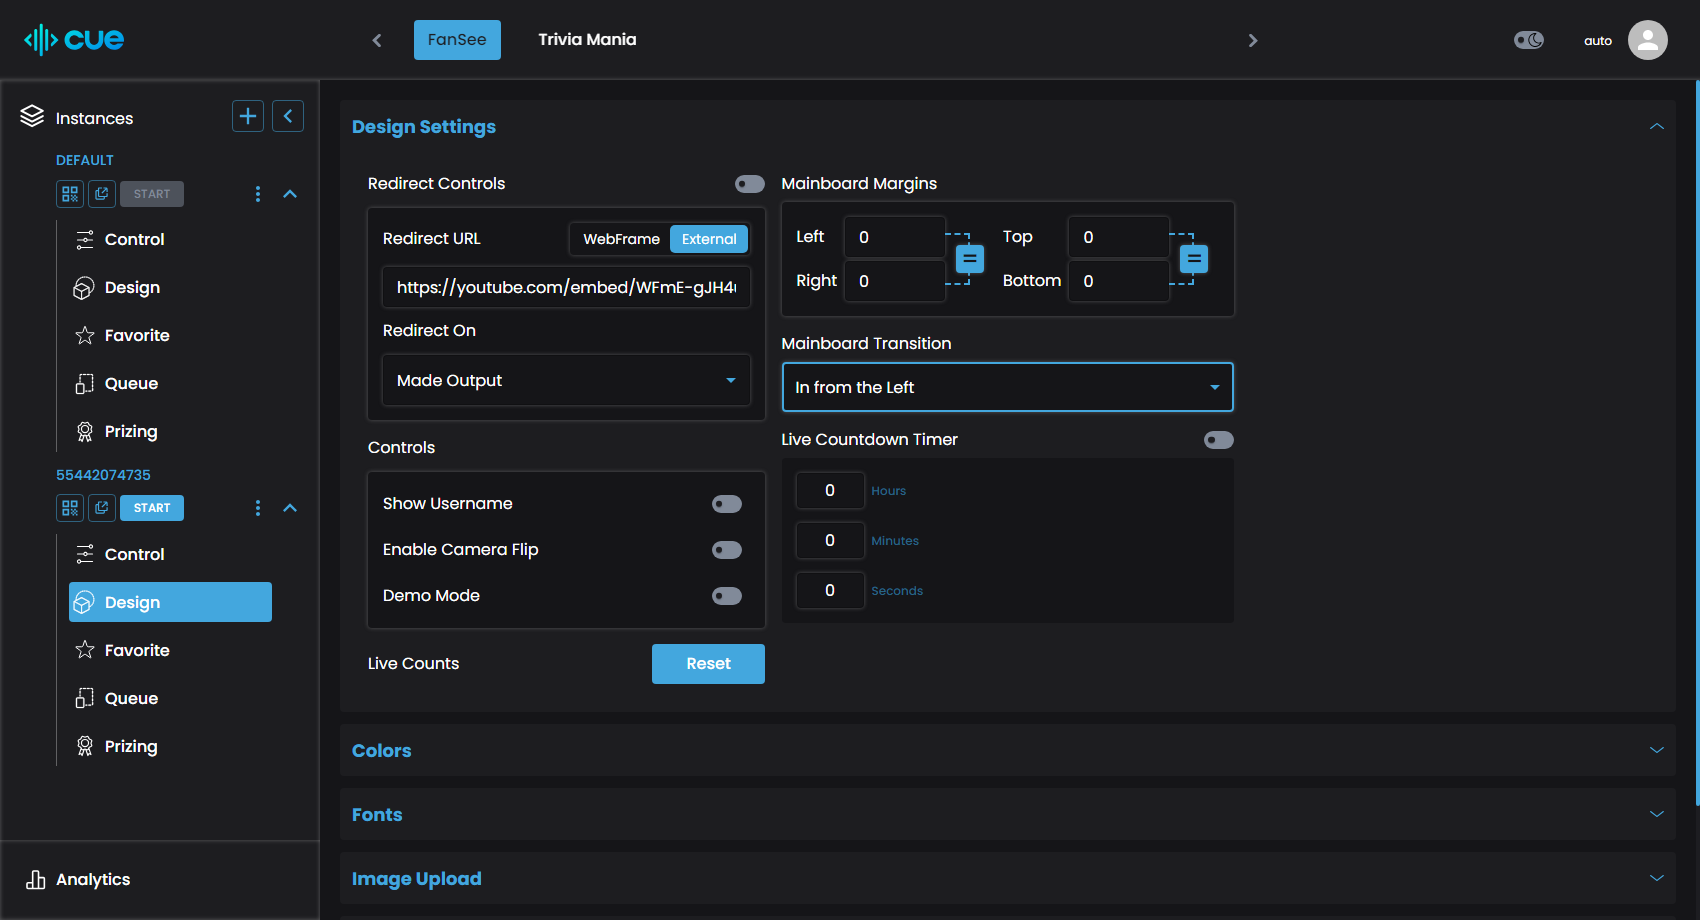 cue
FanSee
Trivia Mania
auto
Instances
DEFAULT
START
Control
Design
Favorite
Queue
Prizing
55442074735
START
Control
Design
Favorite
Queue
Prizing
Analytics
Design Settings
Redirect Controls
Redirect URL
WebFrame
External
https://youtube.com/embed/WFmE-gJH4
Redirect On
Made Output
Controls
Show Username
Enable Camera Flip
Demo Mode
Live Counts
Reset
Mainboard Margins
Left 0
Top 0
Right 0
Bottom 0
Mainboard Transition
In from the Left
Live Countdown Timer
0 Hours
0 Minutes
0 Seconds
Colors
Fonts
Image Upload